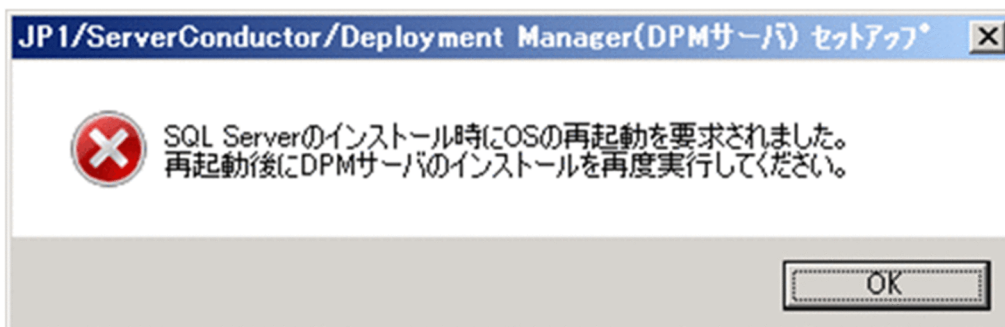 JP1/ServerConductor/Deployment Manager(DPMサーバ) セットアップ
SQL Serverのインストール時にOSの再起動を要求されました。
再起動後にDPMサーバのインストールを再度実行してください。
OK